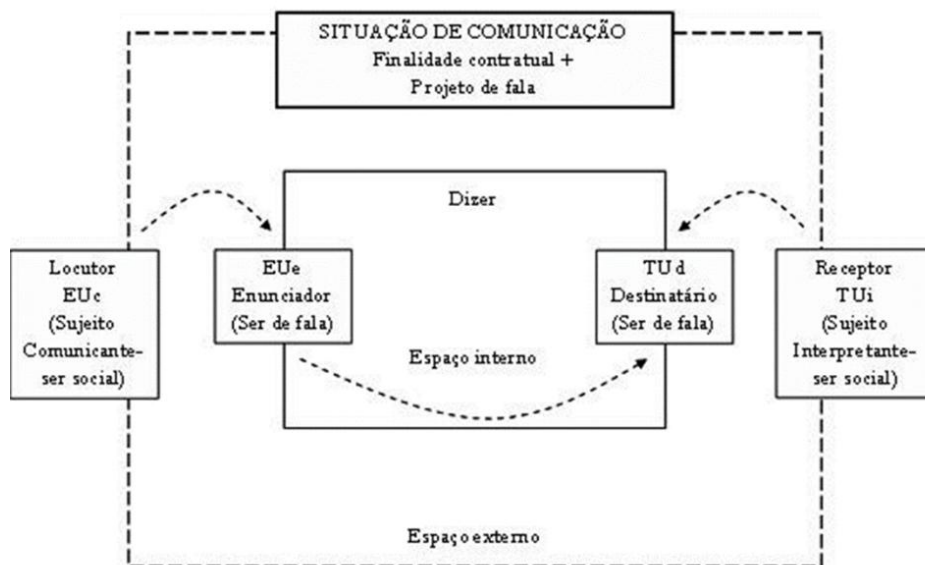 SITUAÇÃO DE COMUNICAÇÃO
Finalidade contratual +
Projeto de fala
Dizer
Locutor
EUc
(Sujeito
Comunicante-
ser social)
EUe
Enunciador
(Ser de fala)
TUd
Destinatário
(Ser de fala)
Receptor
TUi
(Sujeito
Interpretante-
ser social)
Espaço interno
Espaço externo